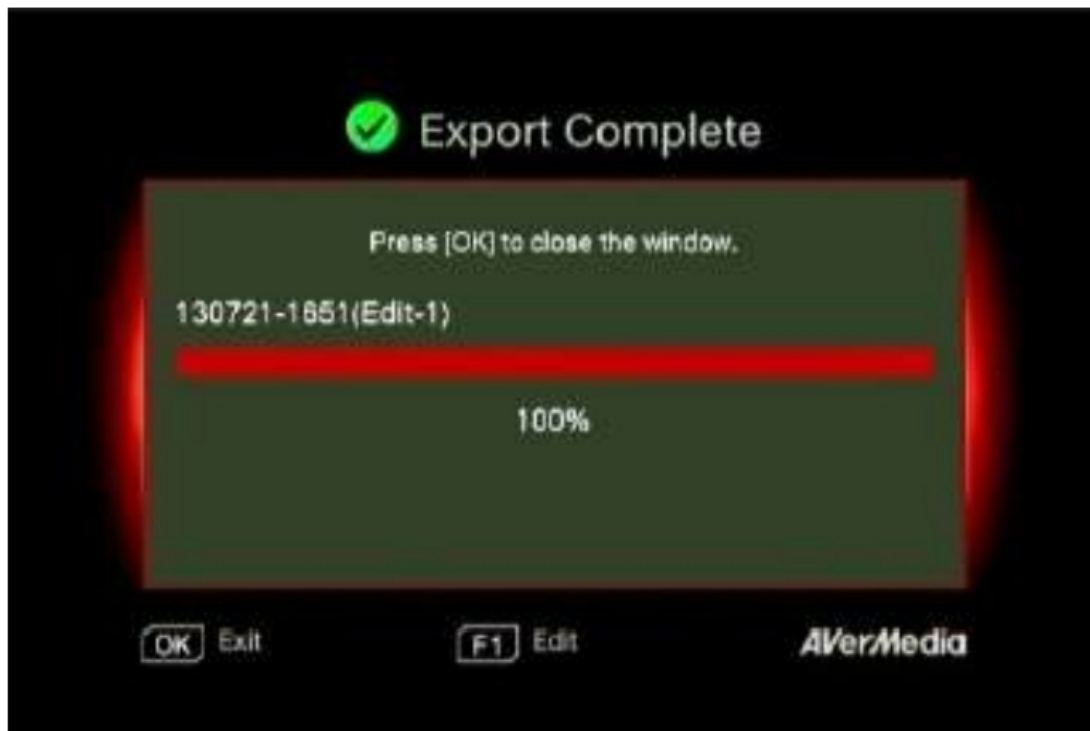 Export Complete
Press [OK] to close the window.
130721-1651(Edit-1)
100%
OK Exit
F1 Edit
AVerMedia